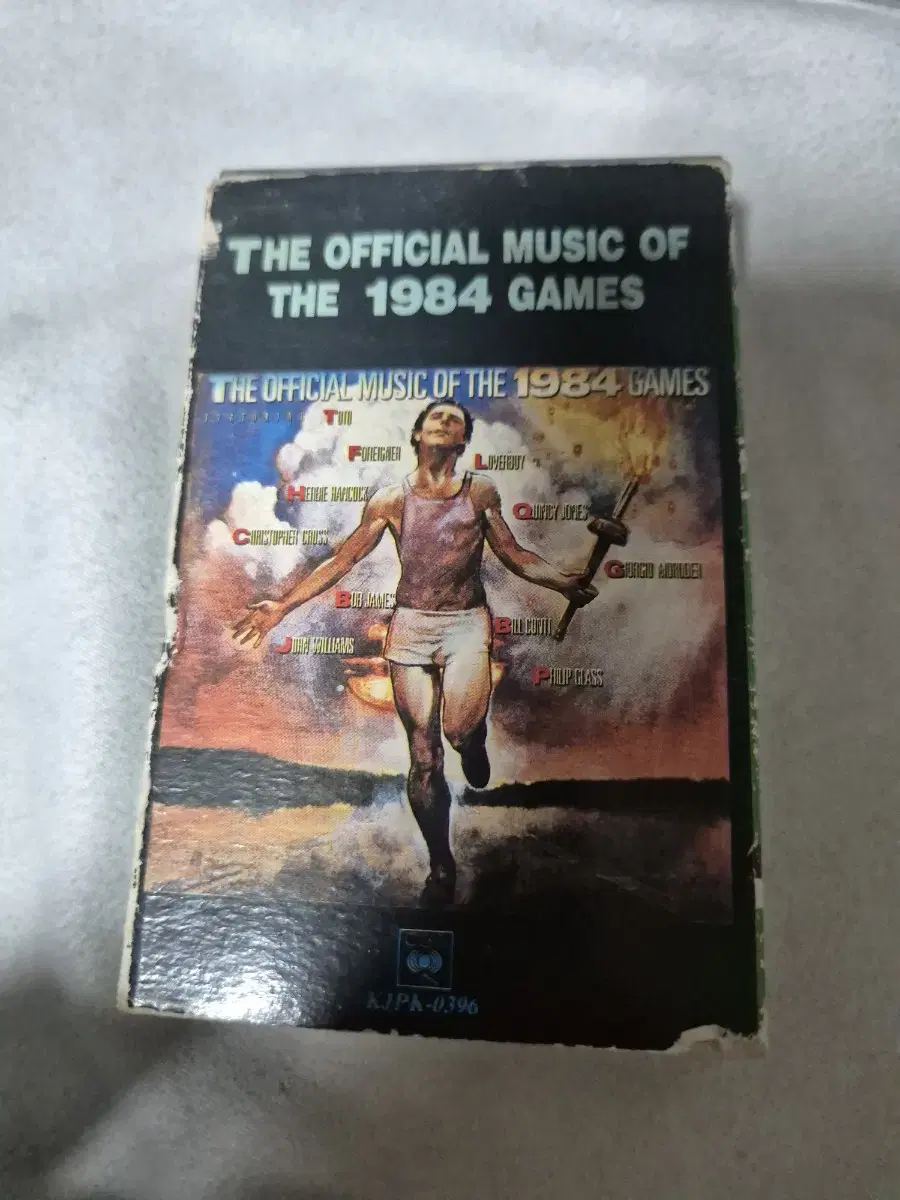 THE OFFICIAL MUSIC OF
THE 1984 GAMES
THE OFFICIAL MUSIC OF THE 1984 GAMES
FEATURING
TOTO
FOREIGNER
LOVERBOY
HERBIE HANCOCK
QUINCY JONES
CHRISTOPHER CROSS
GIORGIO MORODER
BOB JAMES
BILL CONTI
JOHN WILLIAMS
PHILIP GLASS
KJPK-0396